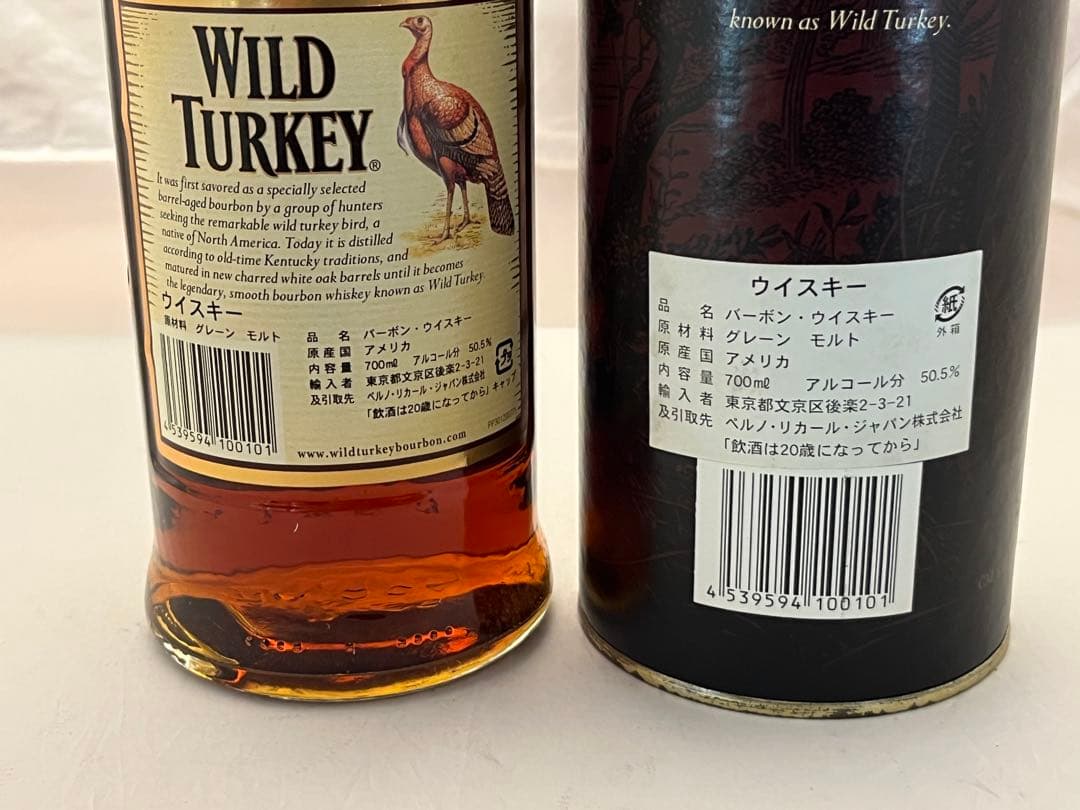 WILD
TURKEY®
It was first savored as a specially selected
barrel-aged bourbon by a group of hunters
seeking the remarkable wild turkey bird, a
native of North America. Today it is distilled
according to old-time Kentucky traditions, and
matured in new charred white oak barrels until it becomes
the legendary, smooth bourbon whiskey known as Wild Turkey.
ウイスキー
原材料 グレーン モルト
品名 バーボン・ウイスキー
原産国 アメリカ
内容量 700mℓ アルコール分 50.5%
輸入者 東京都文京区後楽2-3-21
及引取先 ペルノ・リカール・ジャパン株式会社
「飲酒は20歳になってから」キャップ
プラ
4 539594 100101
www.wildturkeybourbon.com
known as Wild Turkey.
ウイスキー
品名 バーボン・ウイスキー
原材料 グレーン モルト
原産国 アメリカ
内容量 700mℓ アルコール分 50.5%
輸入者 東京都文京区後楽2-3-21
及引取先 ペルノ・リカール・ジャパン株式会社
「飲酒は20歳になってから」
紙
外箱
4 539594 100101